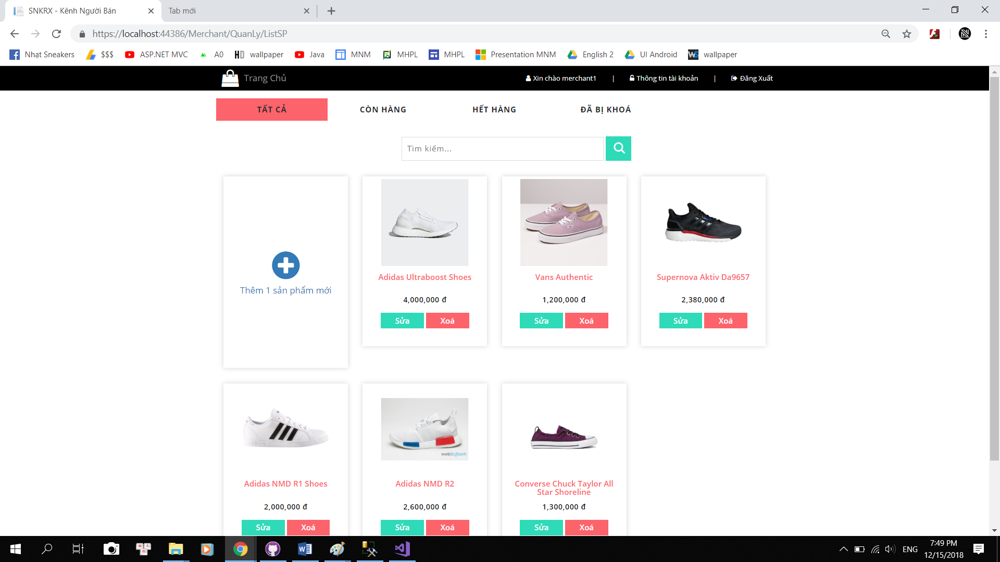 SNKRX - Kênh Người Bán
Tab mới
https://localhost:44386/Merchant/QuanLy/ListSP
Nhạt Sneakers
$$$
ASP.NET MVC
A0
HD wallpaper
Java
MNM
MHPL
MHPL
Presentation MNM
English 2
UI Android
WS wallpaper
Trang Chủ
Xin chào merchant1 | Thông tin tài khoản | Đăng Xuất
TẤT CẢ
CÒN HÀNG
HẾT HÀNG
ĐÃ BỊ KHOÁ
Tìm kiếm...
Thêm 1 sản phẩm mới
Adidas Ultraboost Shoes
4,000,000 đ
Sửa Xoá
Vans Authentic
1,200,000 đ
Sửa Xoá
Supernova Aktiv Da9657
2,380,000 đ
Sửa Xoá
Adidas NMD R1 Shoes
2,000,000 đ
Sửa Xoá
webSoSanh
Adidas NMD R2
2,600,000 đ
Sửa Xoá
Converse Chuck Taylor All
Star Shoreline
1,300,000 đ
Sửa Xoá
ENG
7:49 PM
12/15/2018